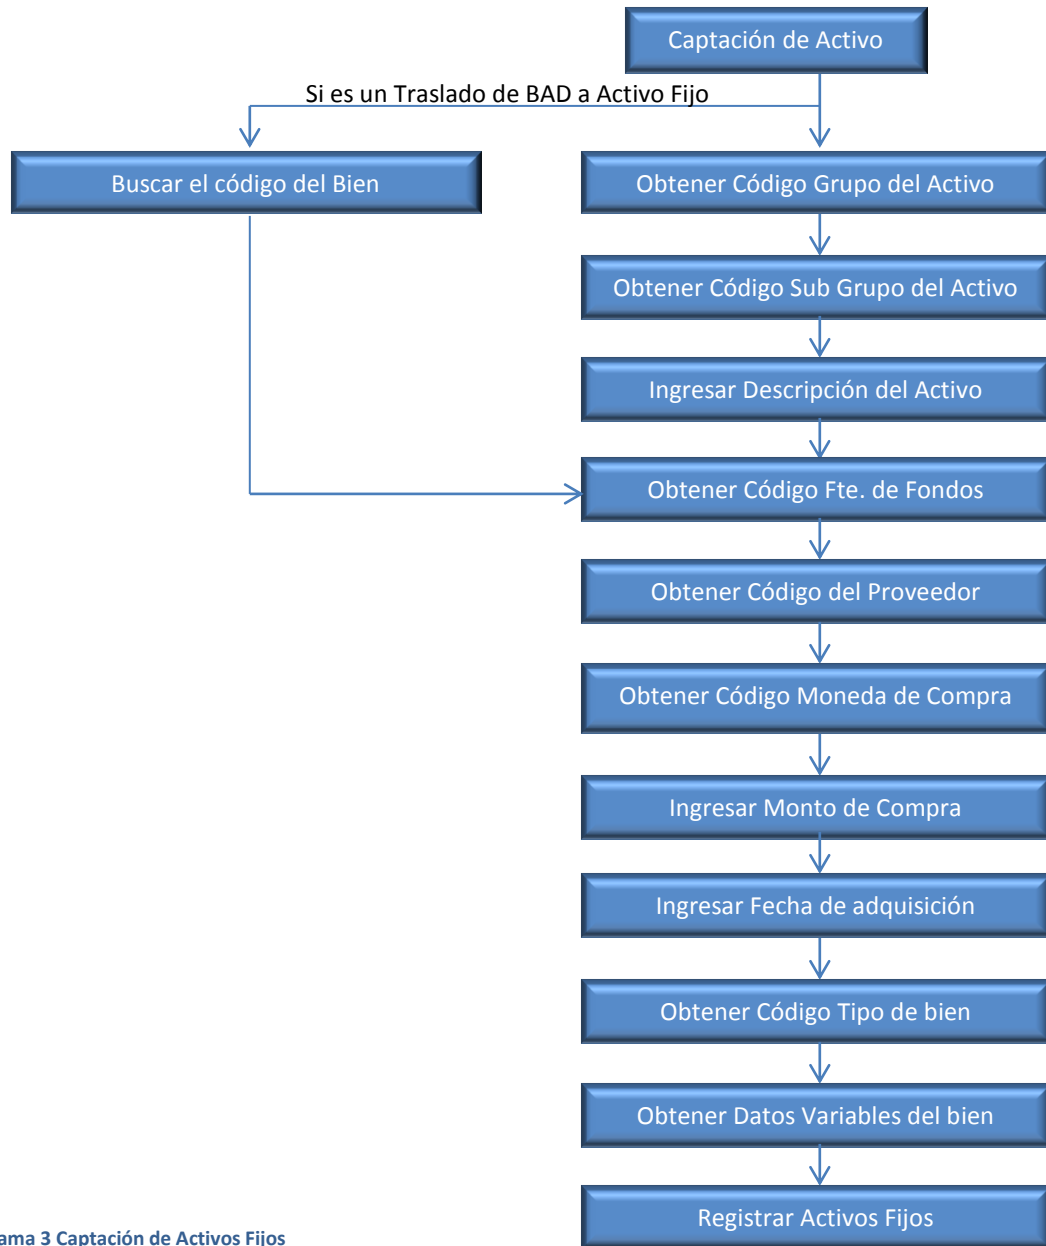 Captación de Activo
Si es un Traslado de BAD a Activo Fijo
Buscar el código del Bien
Obtener Código Grupo del Activo
Obtener Código Sub Grupo del Activo
Ingresar Descripción del Activo
Obtener Código Fte. de Fondos
Obtener Código del Proveedor
Obtener Código Moneda de Compra
Ingresar Monto de Compra
Ingresar Fecha de adquisición
Obtener Código Tipo de bien
Obtener Datos Variables del bien
Registrar Activos Fijos
ama 3 Captación de Activos Fijos